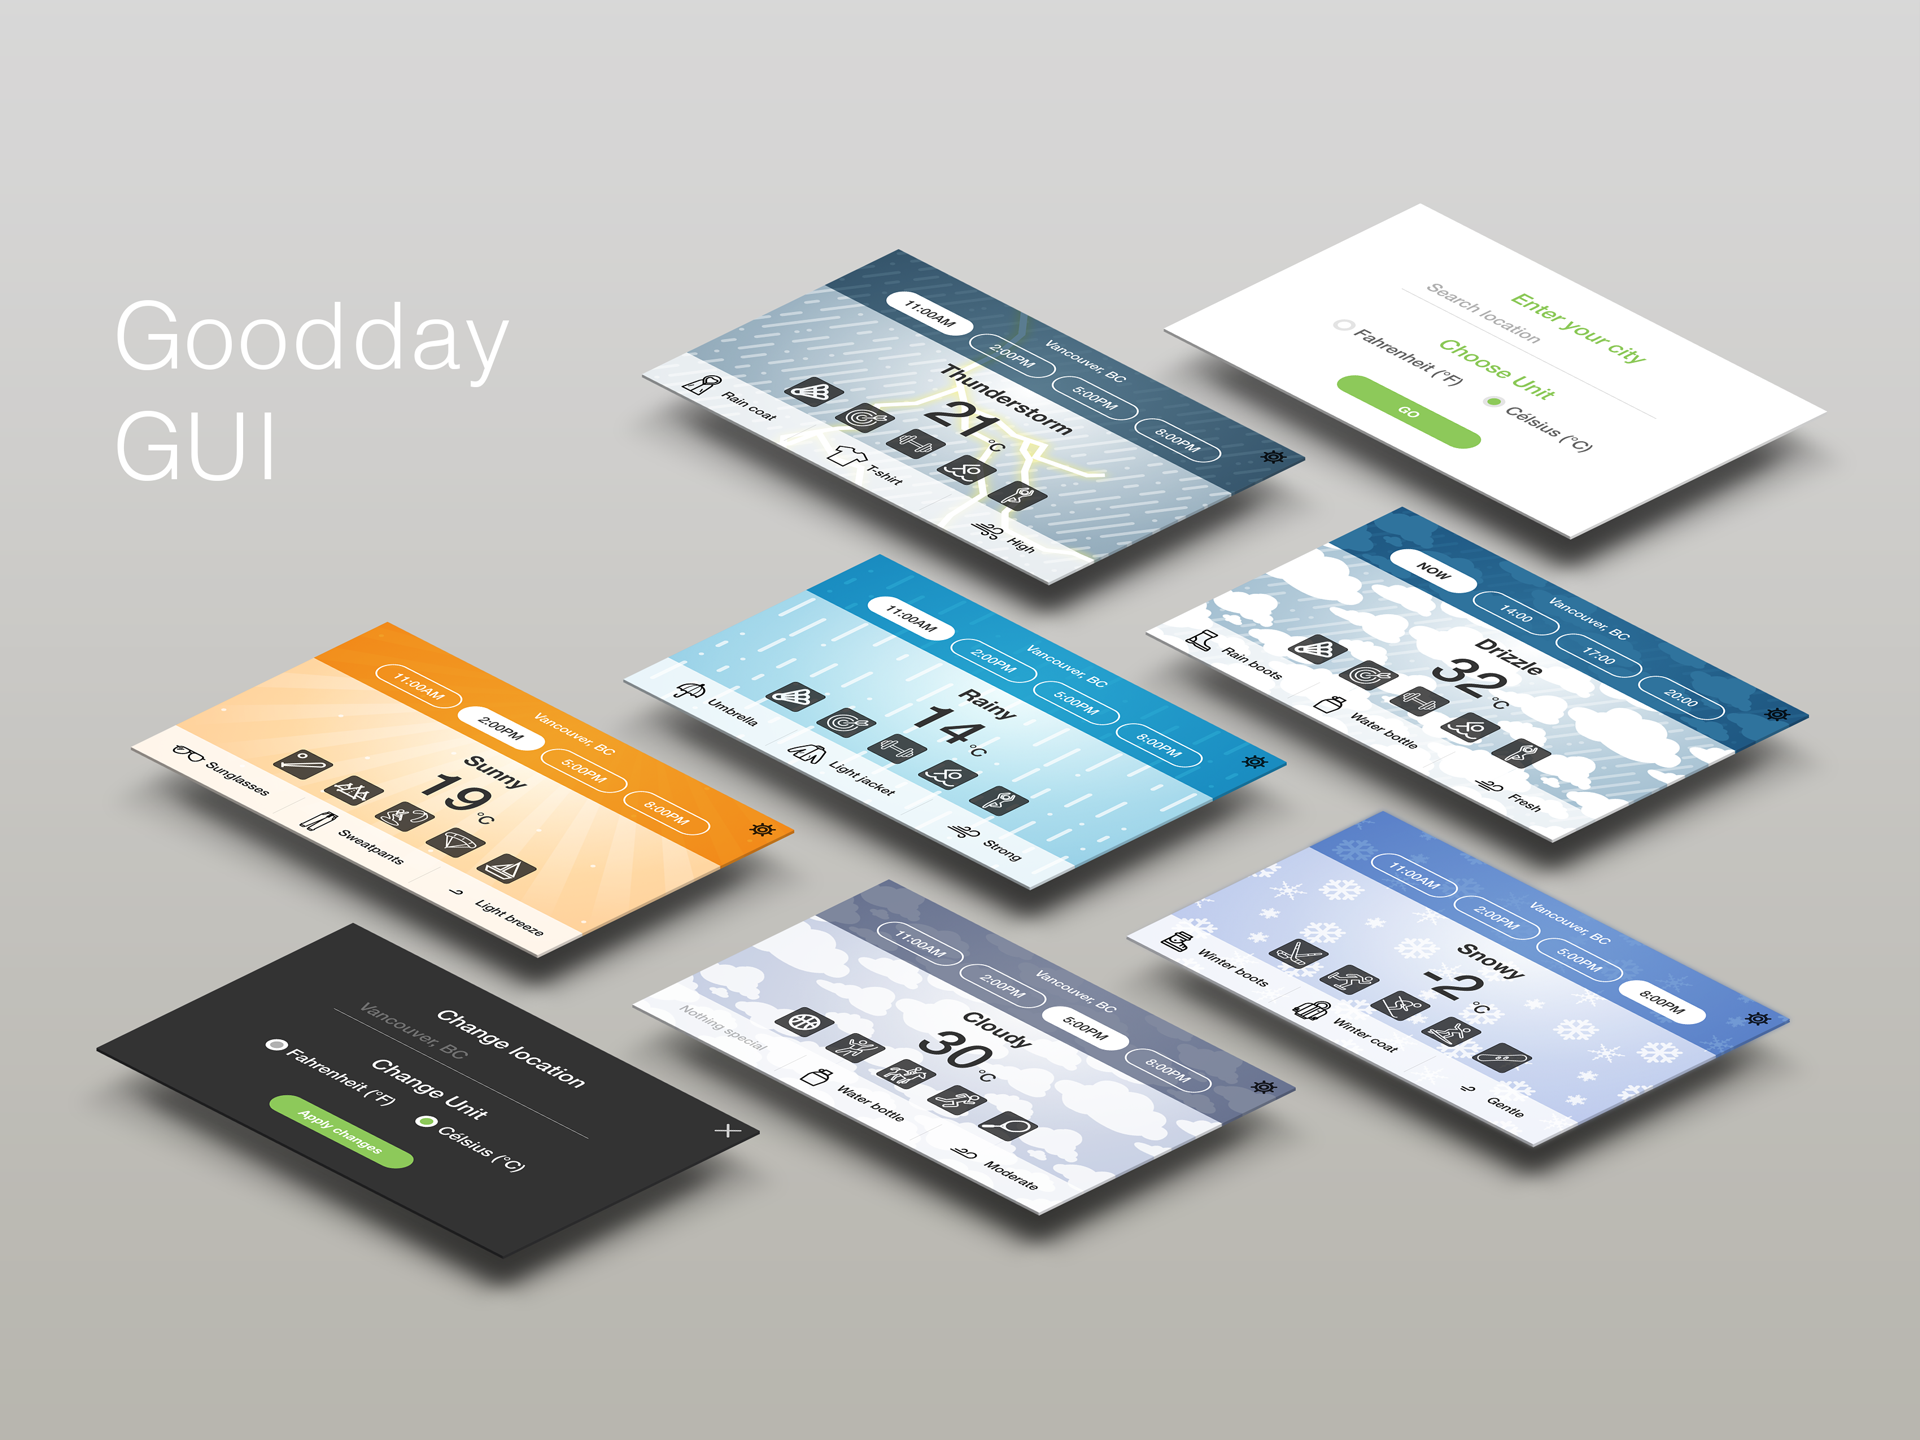 Goodday
GUI
Vancouver, BC
11:00AM
2:00PM
5:00PM
8:00PM
Thunderstorm
21°C
Rain coat
T-shirt
High
Enter your city
Search location
Choose Unit
Fahrenheit (°F)
Célsius (°C)
GO
Vancouver, BC
NOW
14:00
17:00
20:00
Drizzle
32°C
Rain boots
Water bottle
Fresh
Vancouver, BC
11:00AM
2:00PM
5:00PM
8:00PM
Rainy
14°C
Umbrella
Light jacket
Strong
Vancouver, BC
11:00AM
2:00PM
5:00PM
8:00PM
Sunny
19°C
Sunglasses
Sweatpants
Light breeze
Vancouver, BC
11:00AM
2:00PM
5:00PM
8:00PM
Snowy
-2°C
Winter boots
Winter coat
Gentle
Vancouver, BC
11:00AM
2:00PM
5:00PM
8:00PM
Cloudy
30°C
Nothing special
Water bottle
Moderate
Change location
Vancouver, BC
Change Unit
Fahrenheit (°F)
Célsius (°C)
Apply changes